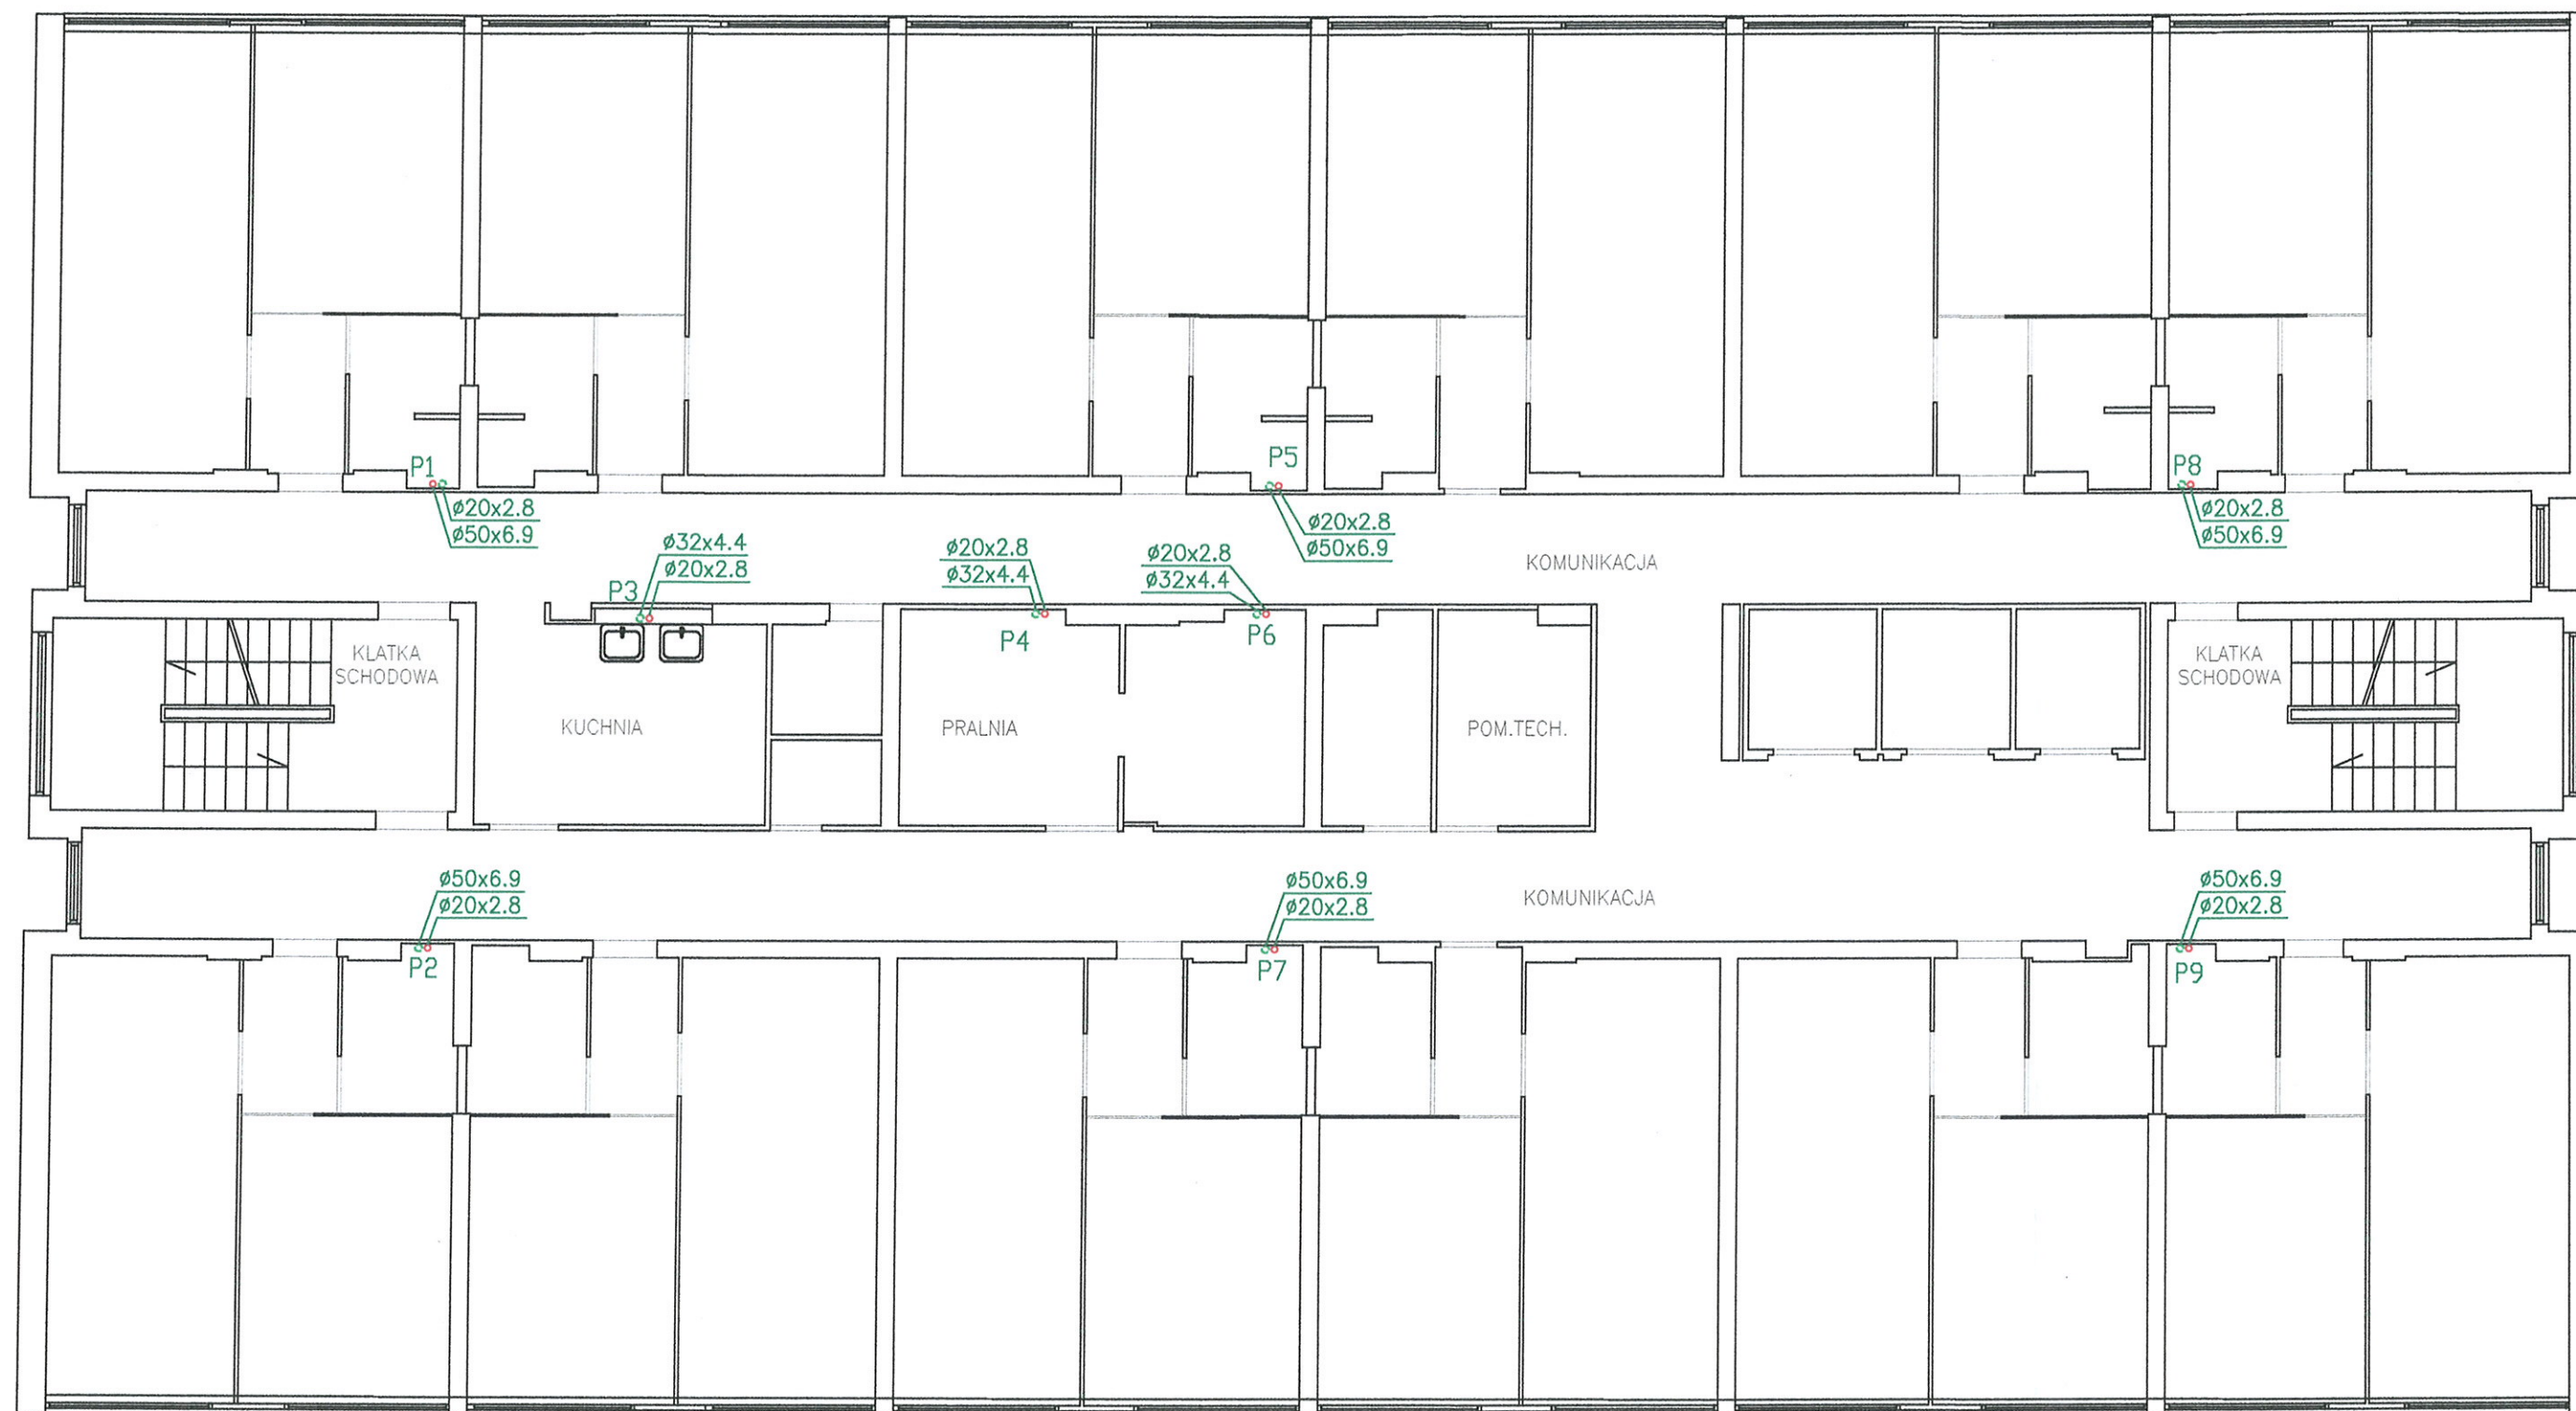 P1
ø20x2.8
ø50x6.9
P5
ø20x2.8
ø50x6.9
P8
ø20x2.8
ø50x6.9
ø32x4.4
ø20x2.8
P3
ø20x2.8
ø32x4.4
P4
ø20x2.8
ø32x4.4
P6
KOMUNIKACJA
KLATKA
SCHODOWA
KUCHNIA
PRALNIA
POM.TECH.
KLATKA
SCHODOWA
KOMUNIKACJA
ø50x6.9
ø20x2.8
P2
ø50x6.9
ø20x2.8
P7
ø50x6.9
ø20x2.8
P9